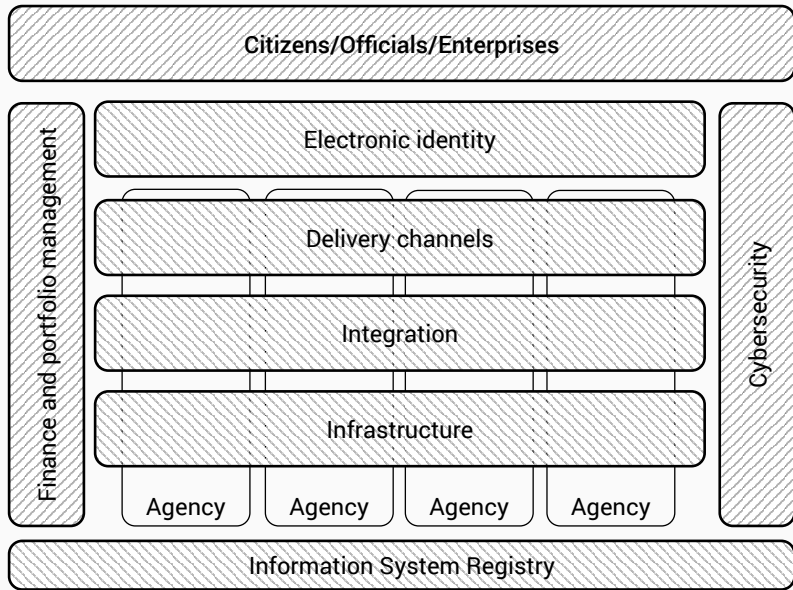 Citizens/Officials/Enterprises
Finance and portfolio management
Electronic identity
Delivery channels
Integration
Infrastructure
Agency
Agency
Agency
Agency
Cybersecurity
Information System Registry